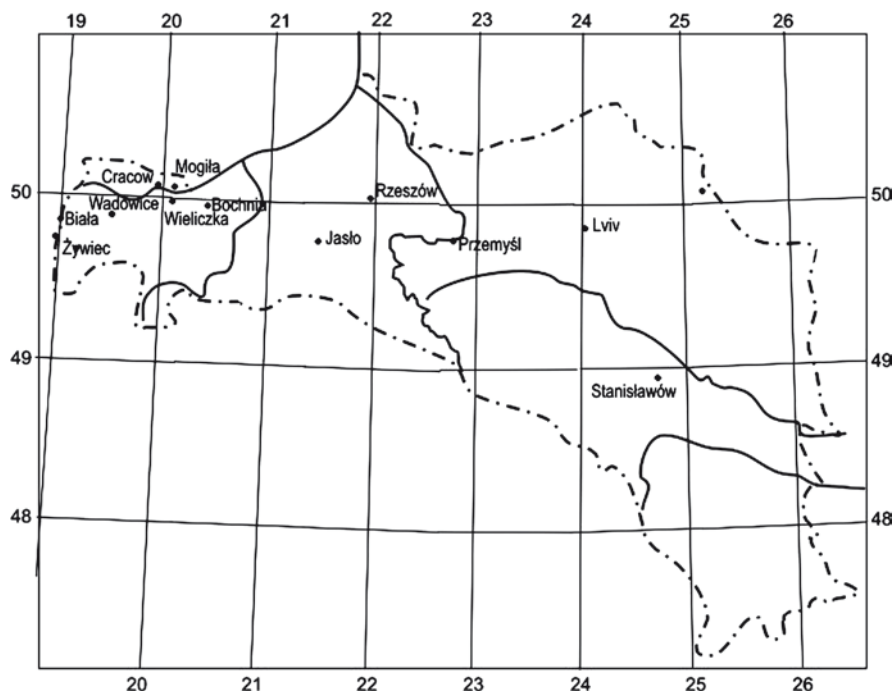 19 20 21 22 23 24 25 26
Mogiła
Cracow
50 Rzeszów 50
Wadowice Bochnia
Biała Wieliczka Lviv
Jasło Przemyśl
Żywiec
49 49
Stanisławów
48 48
20 21 22 23 24 25 26